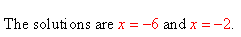 The solutions are x = −6 and x = −2.